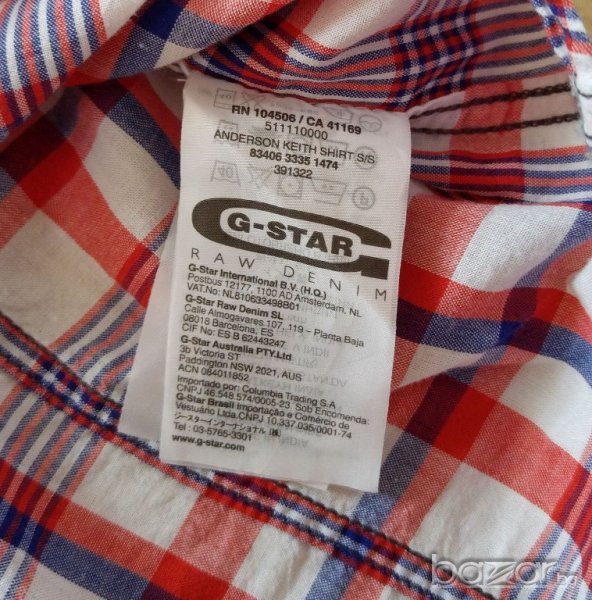 RN 104506 / CA 41169
511110000
ANDERSON KEITH SHIRT S/S
83406 3335 1474
391322
G-STAR
RAW DENIM
G-Star International B.V. (H.Q.)
Postbus 12177, 1100 AD Amsterdam, NL
VAT.No: NL810633498B01
G-Star Raw Denim SL
Calle Almogavares 107, 119 - Planta Baja
08018 Barcelona, ES
CIF No: ES B 62443247
G-Star Australia PTY.Ltd
3b Victoria ST
Paddington NSW 2021, AUS
ACN 084011852
Importado por: Columbia Trading S.A
CNPJ 46.548.574/0005-23 Sob Encomenda:
G-Star Brasil Importação e Comércio de
Vestuário Ltda.CNPJ 10.337.035/0001-74
ジースターインターナショナル(株)
Tel : 03-5765-3301
www.g-star.com
bazar